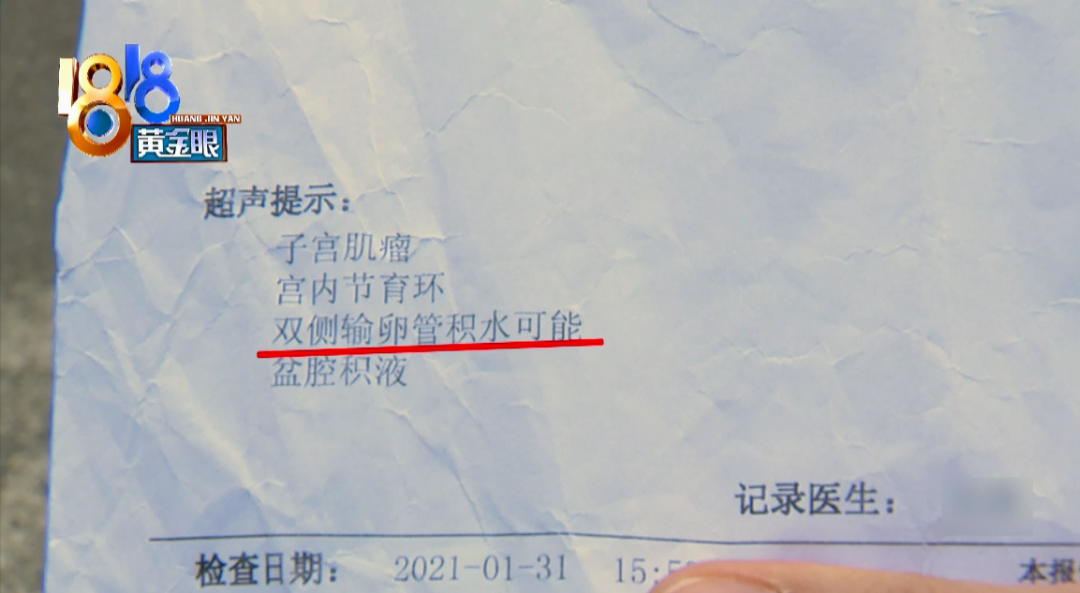 1818
HUANG JIN YAN
黄金眼
超声提示：
子宫肌瘤
宫内节育环
双侧输卵管积水可能
盆腔积液
记录医生：
检查日期： 2021-01-31 15:5
本报